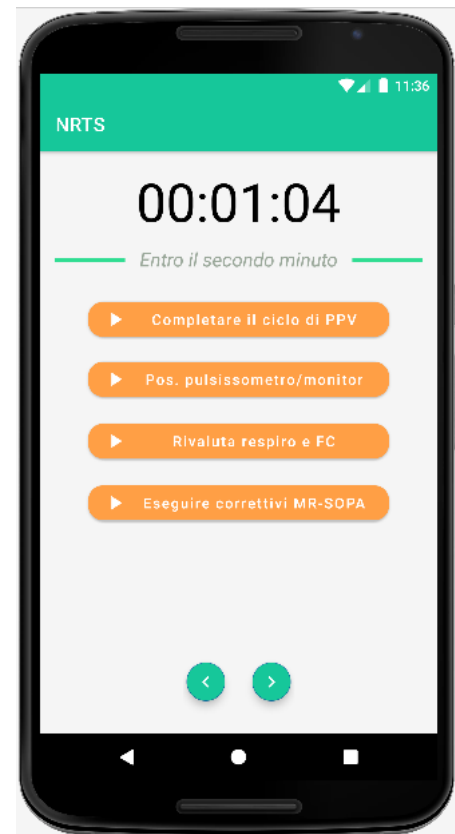 11:36
NRTS
00:01:04
Entro il secondo minuto
Completare il ciclo di PPV
Pos. pulsissometro/monitor
Rivaluta respiro e FC
Eseguire correttivi MR-SOPA